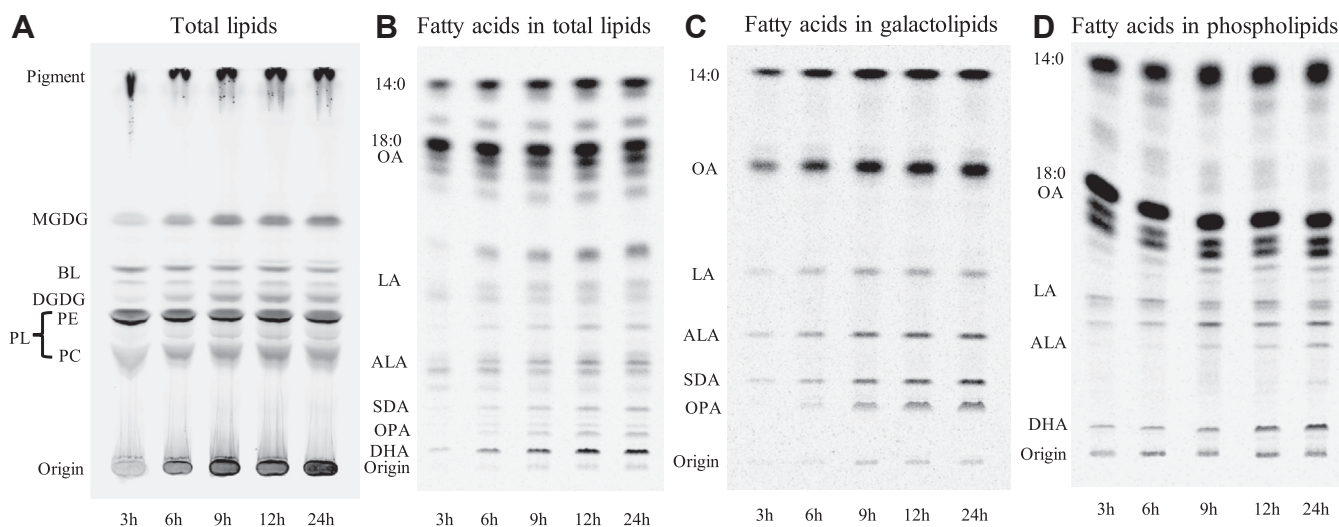 A Total lipids
Pigment
MGDG
BL
DGDG
PE
PL
PC
Origin
3h 6h 9h 12h 24h
B Fatty acids in total lipids
14:0
18:0
OA
LA
ALA
SDA
OPA
DHA
Origin
3h 6h 9h 12h 24h
C Fatty acids in galactolipids
14:0
OA
LA
ALA
SDA
OPA
Origin
3h 6h 9h 12h 24h
D Fatty acids in phospholipids
14:0
18:0
OA
LA
ALA
DHA
Origin
3h 6h 9h 12h 24h